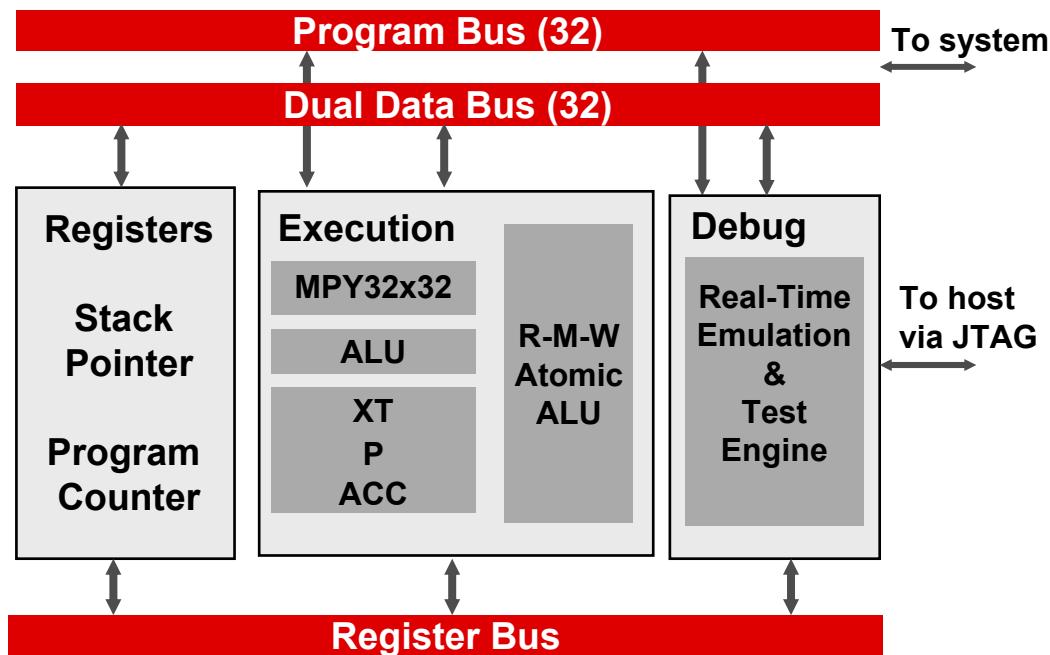 Program Bus (32)
To system
Dual Data Bus (32)
Registers
Stack
Pointer
Program
Counter
Execution
MPY32x32
ALU
XT
P
ACC
R-M-W
Atomic
ALU
Debug
Real-Time
Emulation
&
Test
Engine
To host
via JTAG
Register Bus